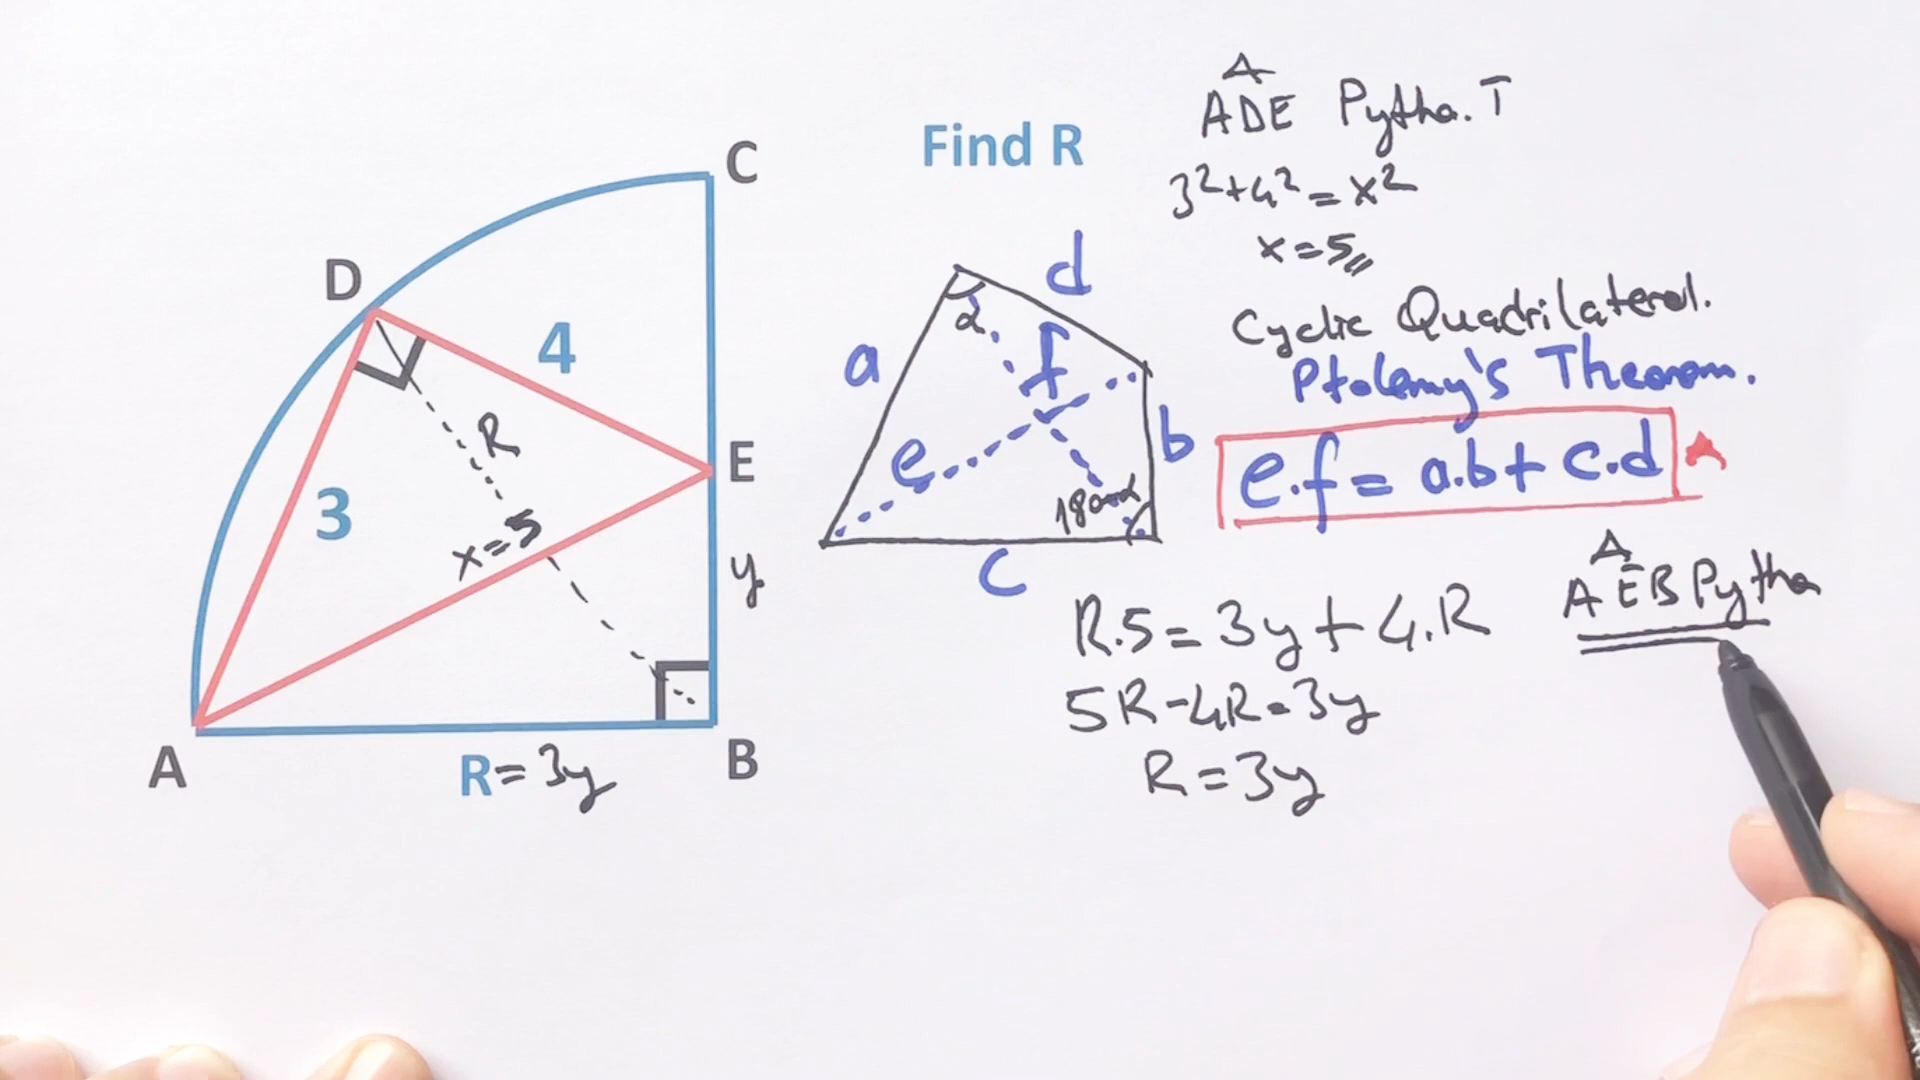 Find R
C
D
4
E
R
3
x=5
y
A
R=3y
B
△
ADE Pytha.T
3²+4²=x²
x=5
Cyclic Quadrilateral.
Ptolemy's Theorem.
e.f=a.b+c.d
d
α
f
a
e
b
180-α
c
R.5=3y+4.R
5R-4R=3y
R=3y
△
AEB Pytha